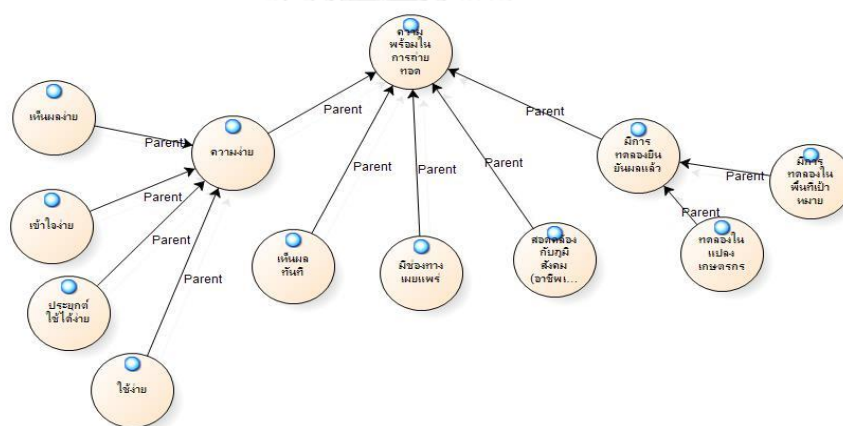 ความ
พร้อมใน
การถ่าย
ทอด
เห็นผลง่าย
Parent
Parent
Parent
ความง่าย
มีการ
ทดลองยืน
ยันผลแล้ว
มีการ
ทดลองใน
พื้นที่เป้า
หมาย
Parent
Parent
Parent
Parent
Parent
เข้าใจง่าย
Parent
Parent
Parent
เห็นผล
ทันที
มีช่องทาง
เผยแพร่
สอดคล้อง
กับภูมิ
สังคม
(อาชีพเ...
ทดลองใน
แปลง
เกษตรกร
ประยุกต์
ใช้ได้ง่าย
ใช้ง่าย